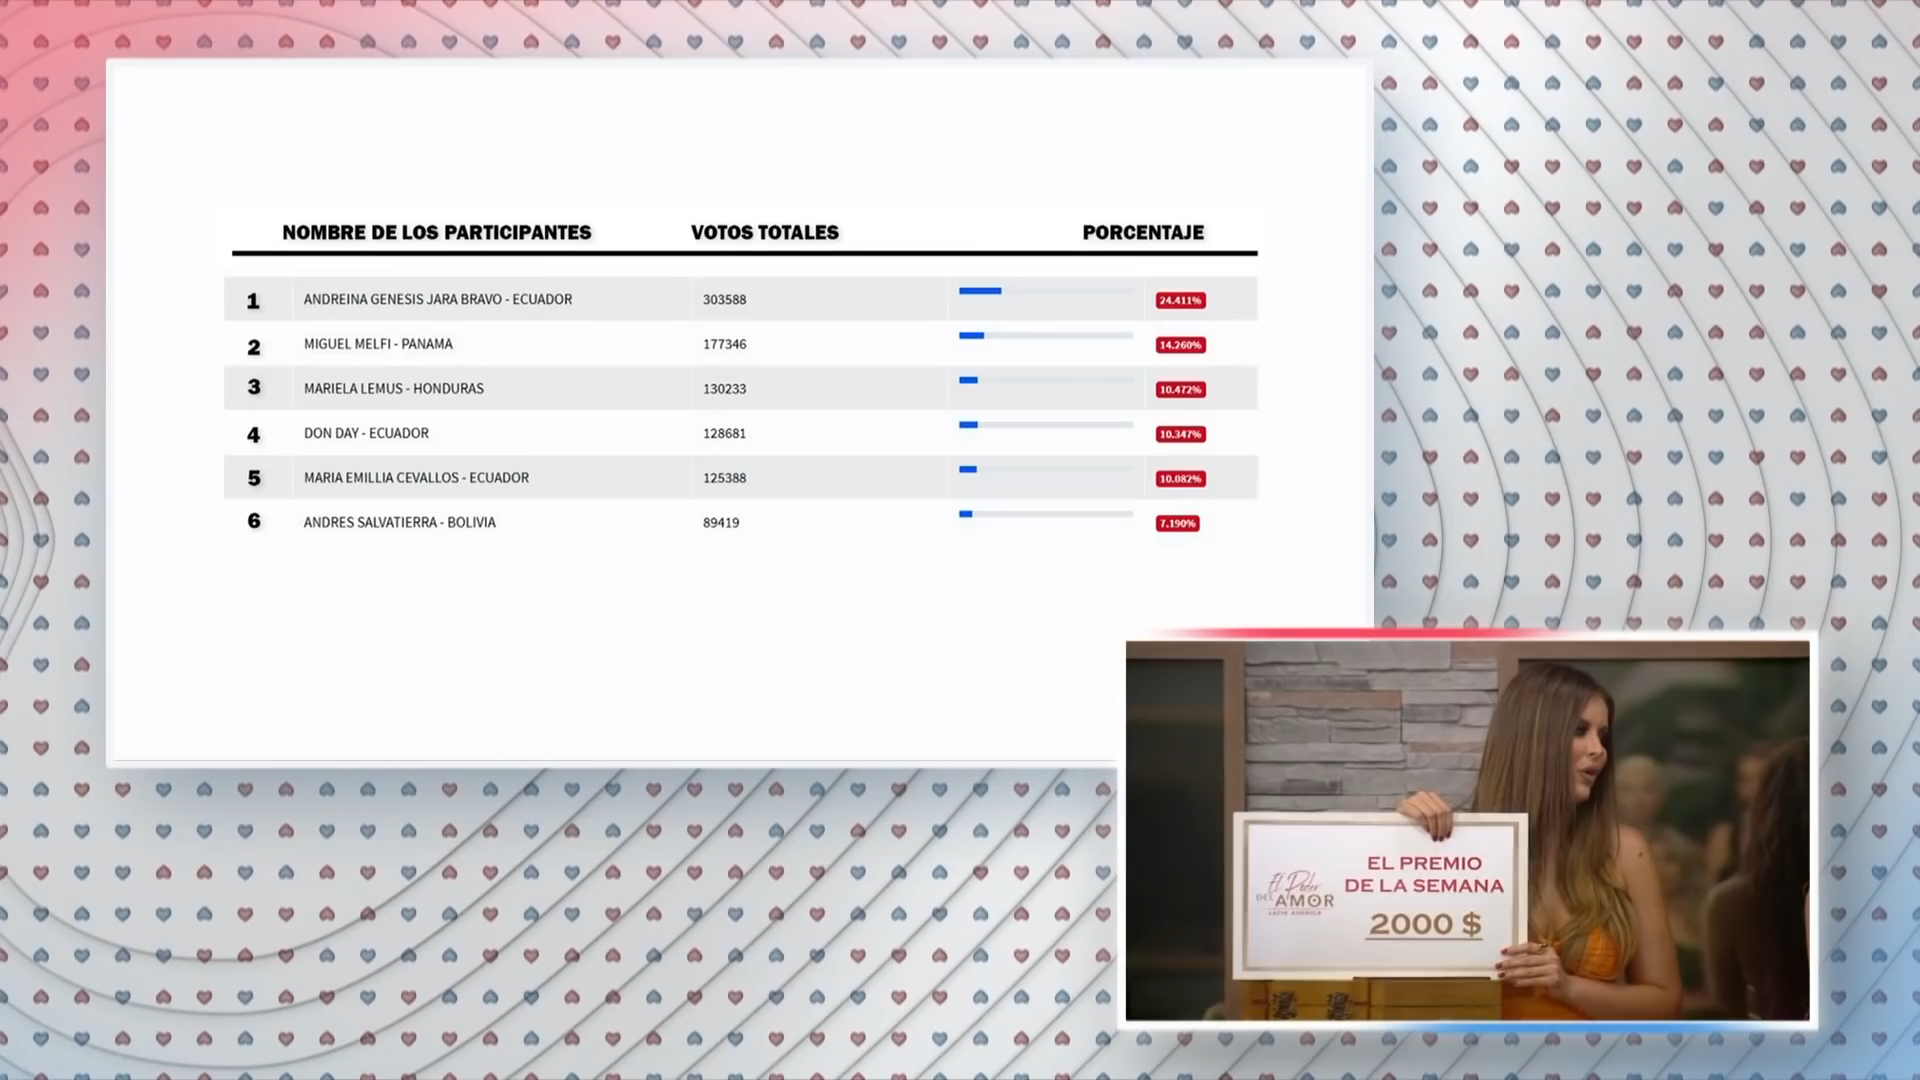 NOMBRE DE LOS PARTICIPANTES VOTOS TOTALES PORCENTAJE
1 ANDREINA GENESIS JARA BRAVO - ECUADOR 303588 24.411%
2 MIGUEL MELFI - PANAMA 177346 14.260%
3 MARIELA LEMUS - HONDURAS 130233 10.472%
4 DON DAY - ECUADOR 128681 10.347%
5 MARIA EMILLIA CEVALLOS - ECUADOR 125388 10.082%
6 ANDRES SALVATIERRA - BOLIVIA 89419 7.190%
El Poder
DEL AMOR
LATIN AMERICA
EL PREMIO
DE LA SEMANA
2000 $